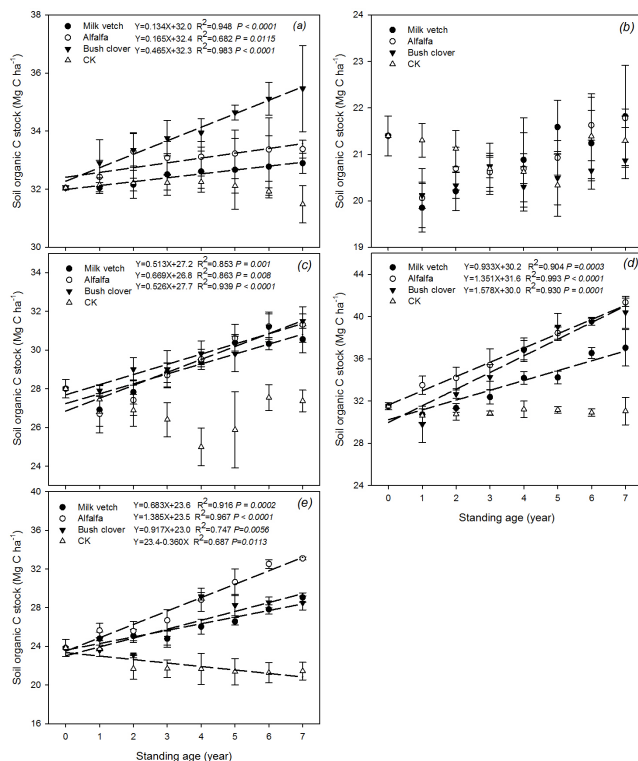 Milk vetch Y=0.134X+32.0 R2=0.948 P <0.0001 (a)
Alfalfa Y=0.165X+32.4 R2=0.682 P=0.0115
Bush clover Y=0.465X+32.3 R2=0.983 P<0.0001
CK
Soil organic C stock (Mg C ha-1)
38
36
34
32
30
Milk vetch (b)
Alfalfa
Bush clover
CK
Soil organic C stock (Mg C ha-1)
24
23
22
21
20
19
Milk vetch Y=0.513X+27.2 R2=0.853 P = 0.001
(c) Alfalfa Y=0.669X+26.8 R2=0.863 P = 0.008
Bush clover Y=0.526X+27.7 R2=0.939 P <0.0001
CK
Soil organic C stock (Mg C ha-1)
34
32
30
28
26
24
Milk vetch Y=0.933X+30.2 R2=0.904 P=0.0003 (d)
Alfalfa Y=1.351X+31.6 R2=0.993 P<0.0001
Bush clover Y=1.578X+30.0 R2=0.930 P=0.0001
CK
Soil organic C stock (Mg C ha-1)
44
40
36
32
28
24
0 1 2 3 4 5 6 7
Standing age (year)
Milk vetch Y=0.683X+23.6 R2=0.916 P = 0.0002 (e)
Alfalfa Y=1.385X+23.5 R2=0.967 P < 0.0001
Bush clover Y=0.917X+23.0 R2=0.747 P=0.0056
CK Y=23.4-0.360X R2=0.687 P=0.0113
Soil organic C stock (Mg C ha-1)
40
36
32
28
24
20
16
0 1 2 3 4 5 6 7
Standing age (year)